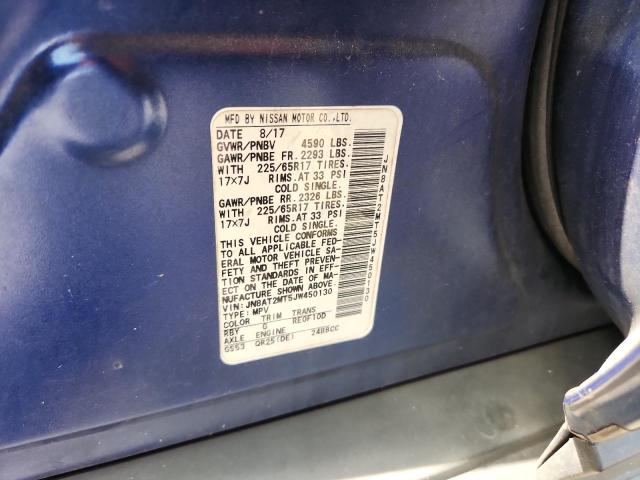 MFD BY NISSAN MOTOR CO.,LTD.
DATE 8/17
GVWR/PNBV 4590 LBS.
GAWR/PNBE FR. 2293 LBS.
WITH 225/65R17 TIRES.
17X7J RIMS.AT 33 PSI
COLD SINGLE.
GAWR/PNBE RR. 2326 LBS.
WITH 225/65R17 TIRES.
17X7J RIMS.AT 33 PSI
COLD SINGLE.
THIS VEHICLE CONFORMS
TO ALL APPLICABLE FED-
ERAL MOTOR VEHICLE SA-
FETY AND THEFT PREVEN-
TION STANDARDS IN EFF-
ECT ON THE DATE OF MA-
NUFACTURE SHOWN ABOVE.
VIN:JN8AT2MT5JW450130
TYPE:MPV
COLOR TRIM TRANS
RBY G RE0F10D
AXLE ENGINE
GS53 QR25(DE) 2488CC
JN8AT2MT5JW450130